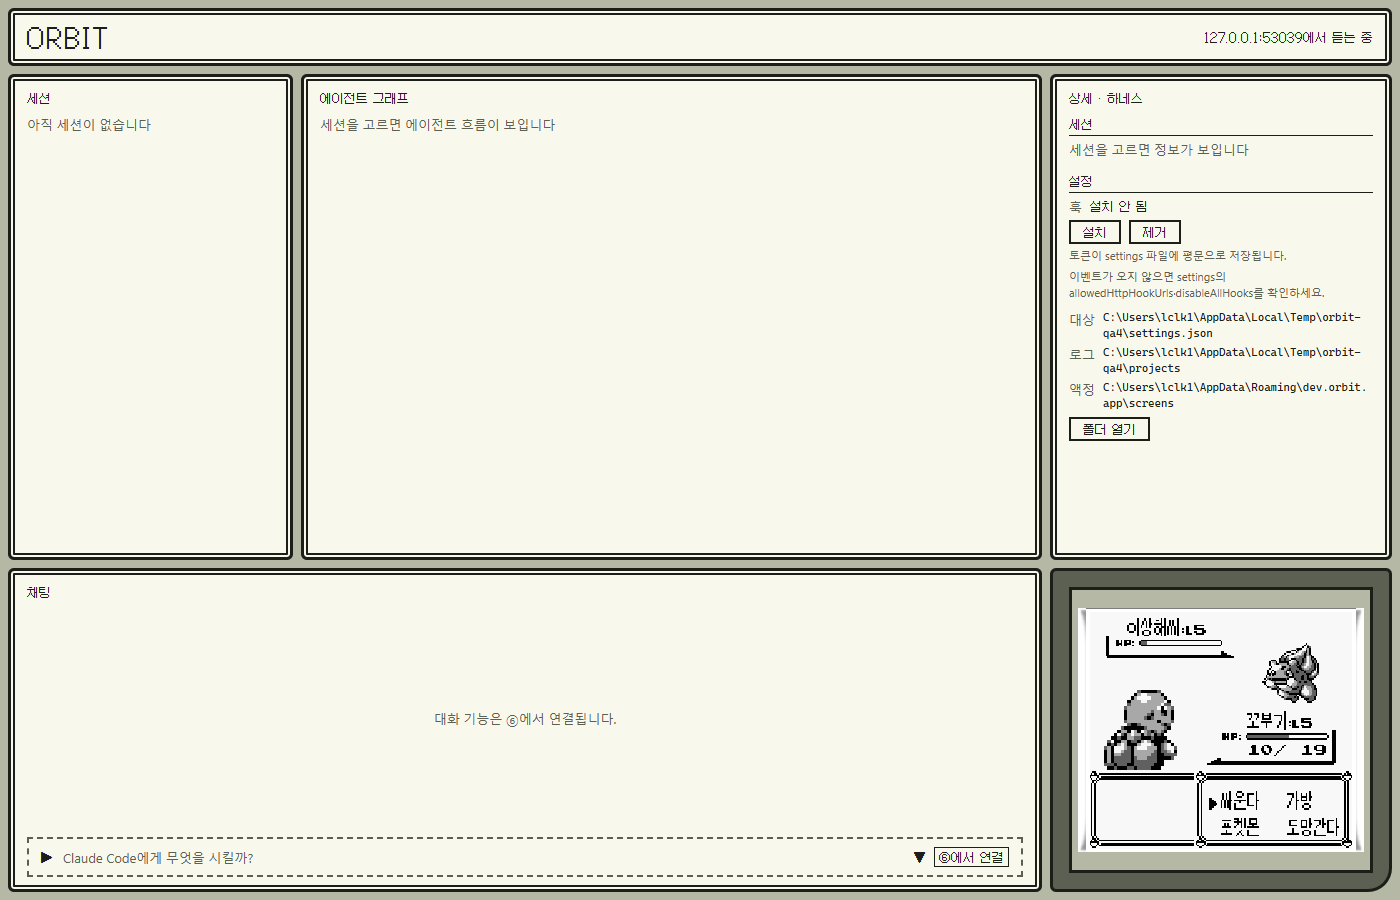 ORBIT
127.0.0.1:53039에서 듣는 중
세션
아직 세션이 없습니다
에이전트 그래프
세션을 고르면 에이전트 흐름이 보입니다
상세 · 하네스
세션
세션을 고르면 정보가 보입니다
설정
훅 설치 안 됨
설치 제거
토큰이 settings 파일에 평문으로 저장됩니다.
이벤트가 오지 않으면 settings의
allowedHttpHookUrls·disableAllHooks를 확인하세요.
대상 C:\Users\lclk1\AppData\Local\Temp\orbit-
qa4\settings.json
로그 C:\Users\lclk1\AppData\Local\Temp\orbit-
qa4\projects
액정 C:\Users\lclk1\AppData\Roaming\dev.orbit.
app\screens
폴더 열기
채팅
대화 기능은 ⑥에서 연결됩니다.
▶ Claude Code에게 무엇을 시킬까?
▼ ⑥에서 연결
이상해씨:L5
HP:
꼬부기:L5
HP:
10/ 19
▶싸운다 가방
포켓몬 도망간다